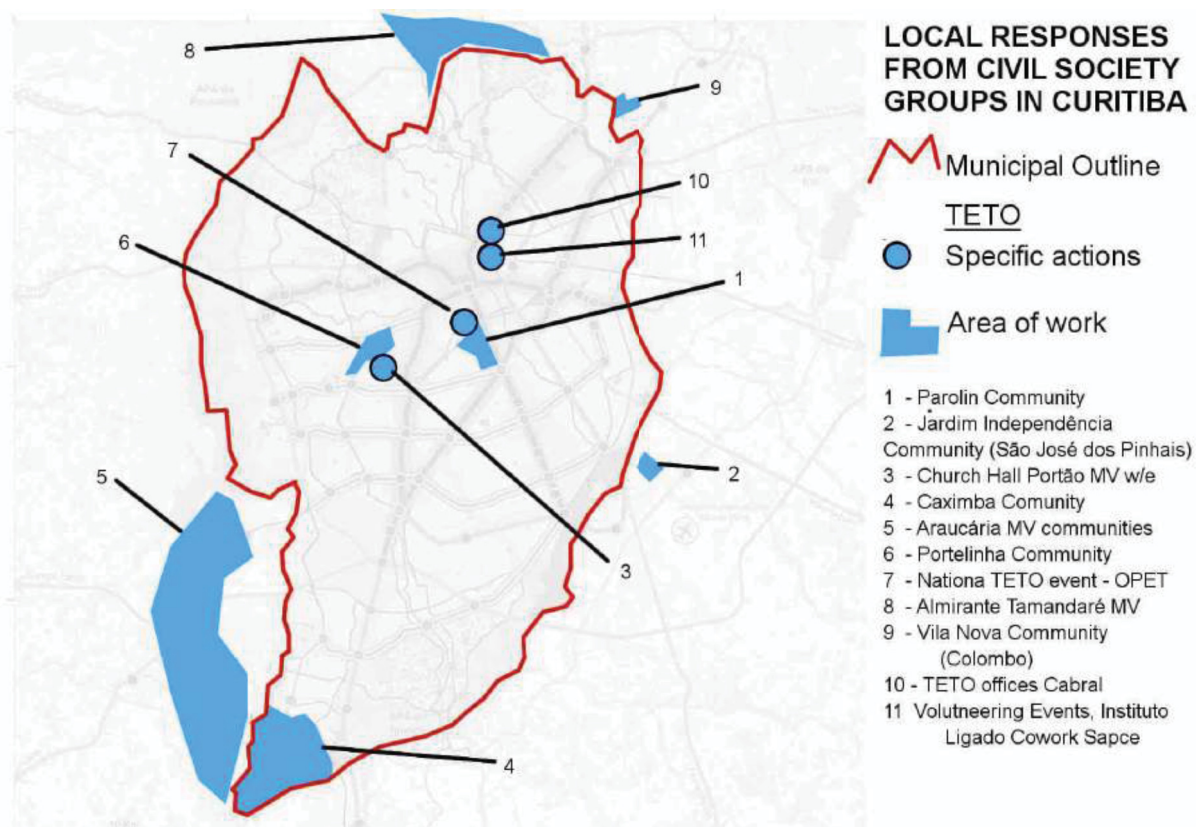 LOCAL RESPONSES
FROM CIVIL SOCIETY
GROUPS IN CURITIBA
Municipal Outline
TETO
Specific actions
Area of work
1 - Parolin Community
2 - Jardim Independência
Community (São José dos Pinhais)
3 - Church Hall Portão MV w/e
4 - Caximba Comunity
5 - Araucária MV communities
6 - Portelinha Community
7 - Nationa TETO event - OPET
8 - Almirante Tamandaré MV
9 - Vila Nova Community
(Colombo)
10 - TETO offices Cabral
11 Volutneering Events, Instituto
Ligado Cowork Sapce
8
9
7
10
6
11
1
5
2
3
4